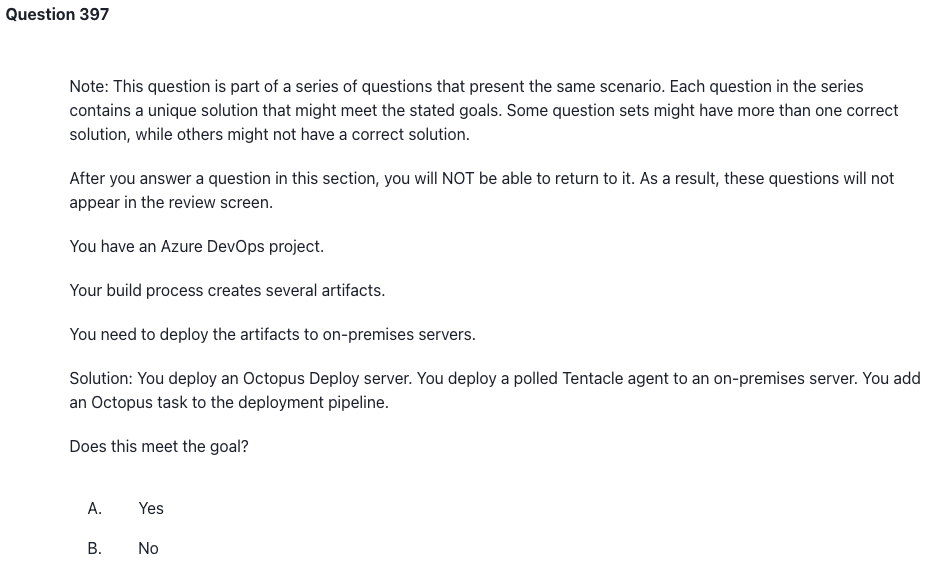 Question 397
Note: This question is part of a series of questions that present the same scenario. Each question in the series
contains a unique solution that might meet the stated goals. Some question sets might have more than one correct
solution, while others might not have a correct solution.
After you answer a question in this section, you will NOT be able to return to it. As a result, these questions will not
appear in the review screen.
You have an Azure DevOps project.
Your build process creates several artifacts.
You need to deploy the artifacts to on-premises servers.
Solution: You deploy an Octopus Deploy server. You deploy a polled Tentacle agent to an on-premises server. You add
an Octopus task to the deployment pipeline.
Does this meet the goal?
A. Yes
B. No